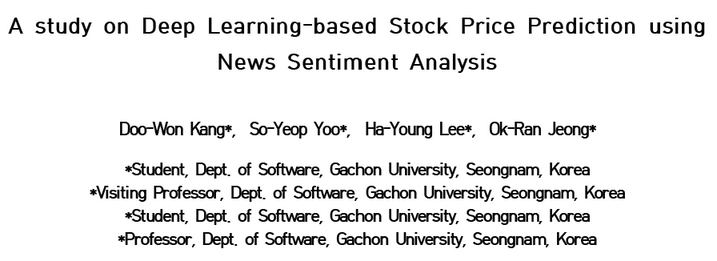 A study on Deep Learning-based Stock Price Prediction using
News Sentiment Analysis
Doo-Won Kang*, So-Yeop Yoo*, Ha-Young Lee*, Ok-Ran Jeong*
*Student, Dept. of Software, Gachon University, Seongnam, Korea
*Visiting Professor, Dept. of Software, Gachon University, Seongnam, Korea
*Student, Dept. of Software, Gachon University, Seongnam, Korea
*Professor, Dept. of Software, Gachon University, Seongnam, Korea